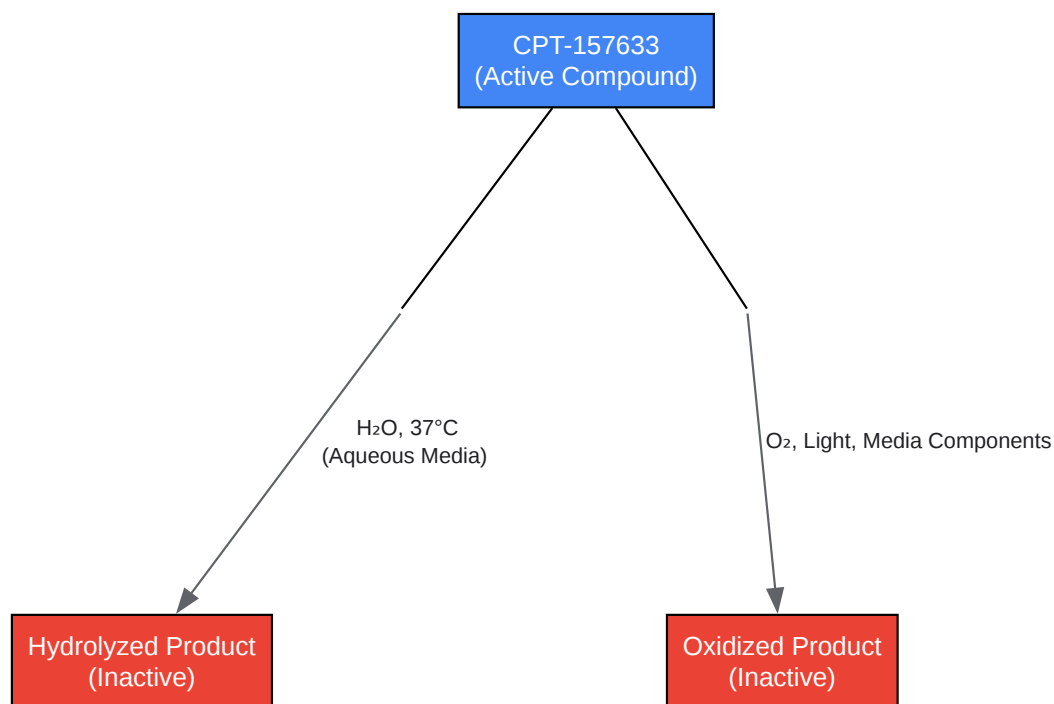 CPT-157633
(Active Compound)
H₂O, 37°C
(Aqueous Media)
O₂, Light, Media Components
Hydrolyzed Product
(Inactive)
Oxidized Product
(Inactive)